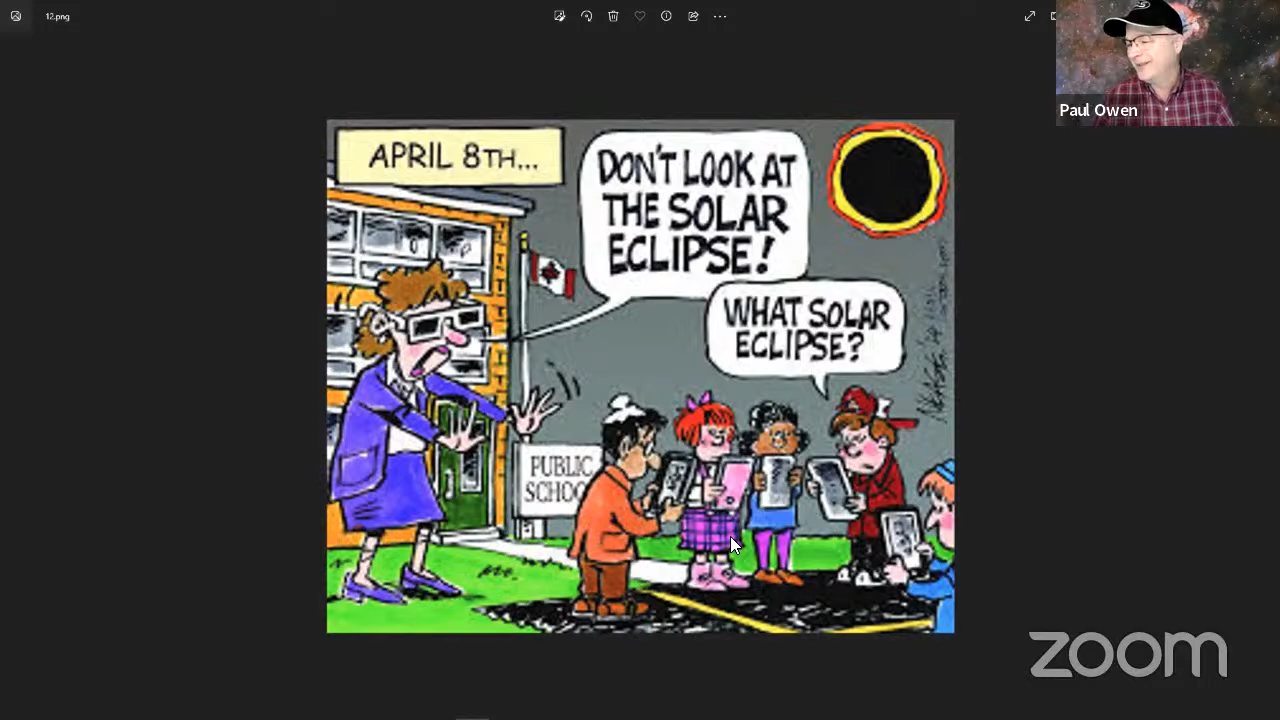 12.png
Paul Owen
APRIL 8TH...
DON'T LOOK AT
THE SOLAR
ECLIPSE!
WHAT SOLAR
ECLIPSE?
PUBLIC
SCHOO
zoom